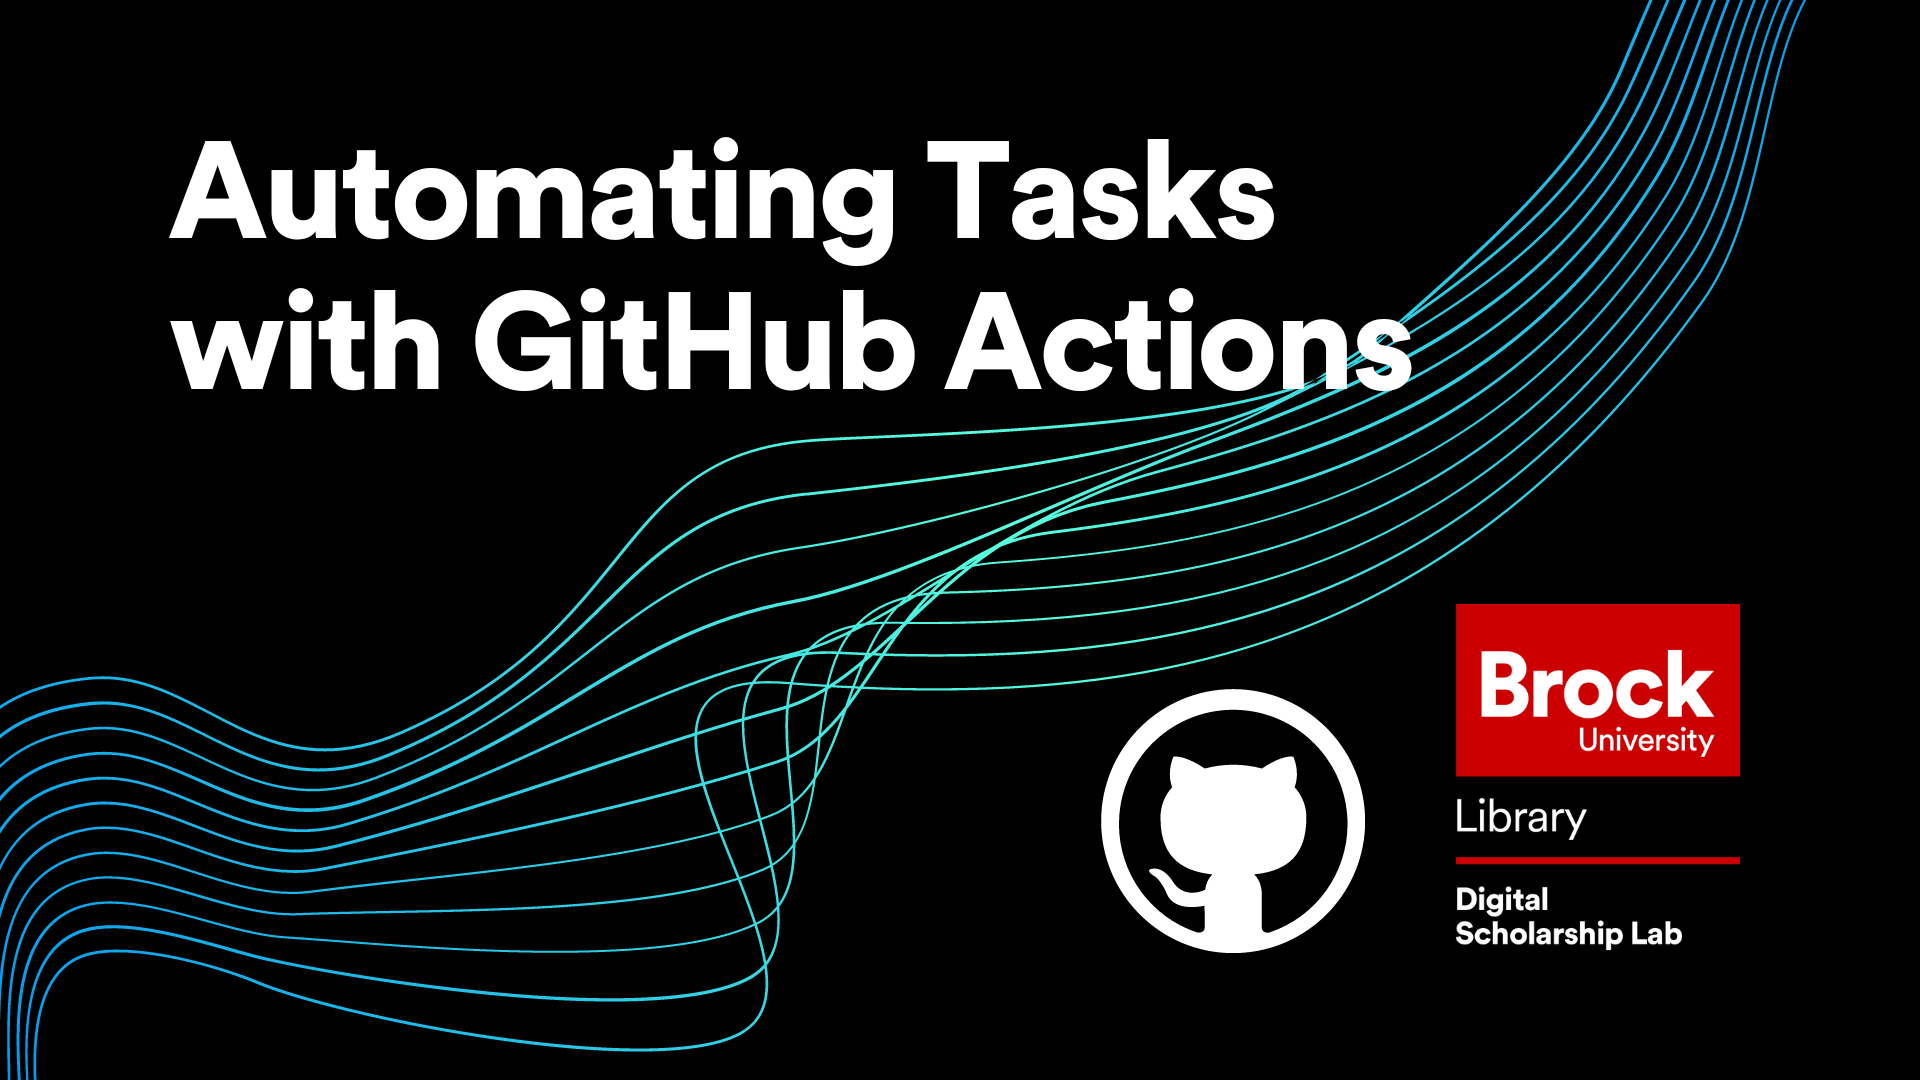 Automating Tasks
with GitHub Actions
Brock
University
Library
Digital
Scholarship Lab